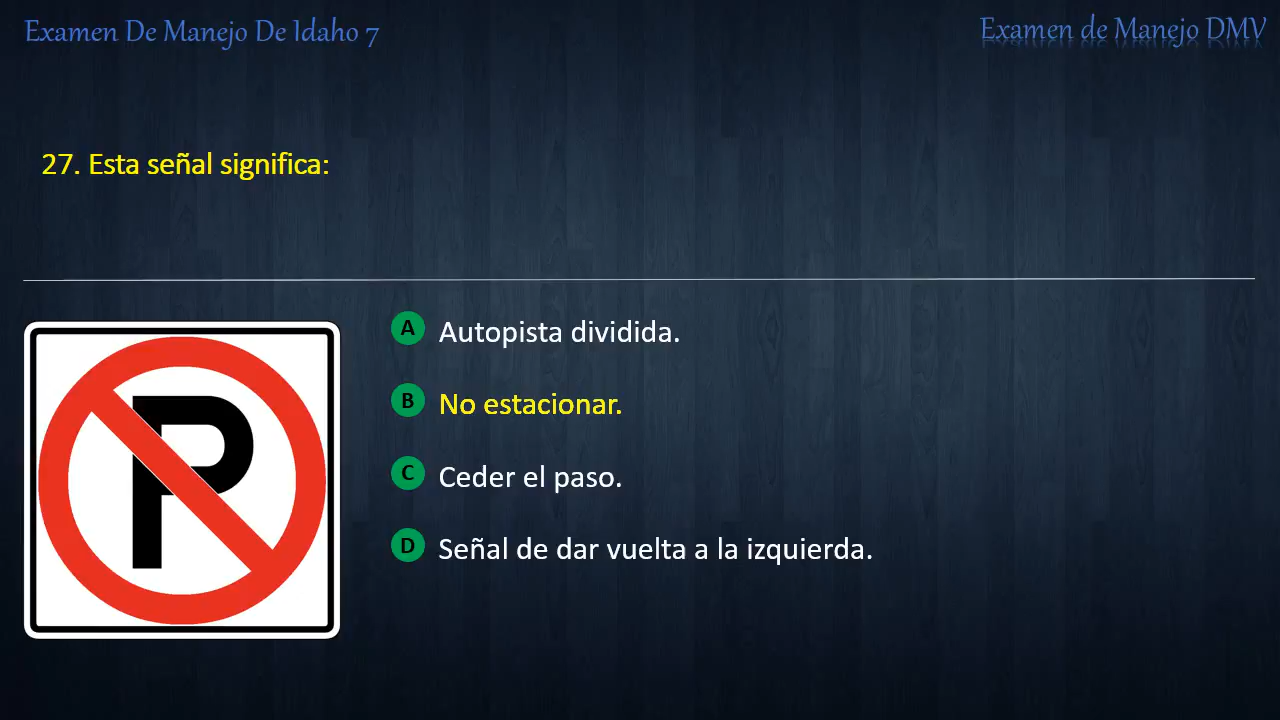 Examen De Manejo De Idaho 7
Examen de Manejo DMV
27. Esta señal significa:
A Autopista dividida.
B No estacionar.
C Ceder el paso.
D Señal de dar vuelta a la izquierda.
P